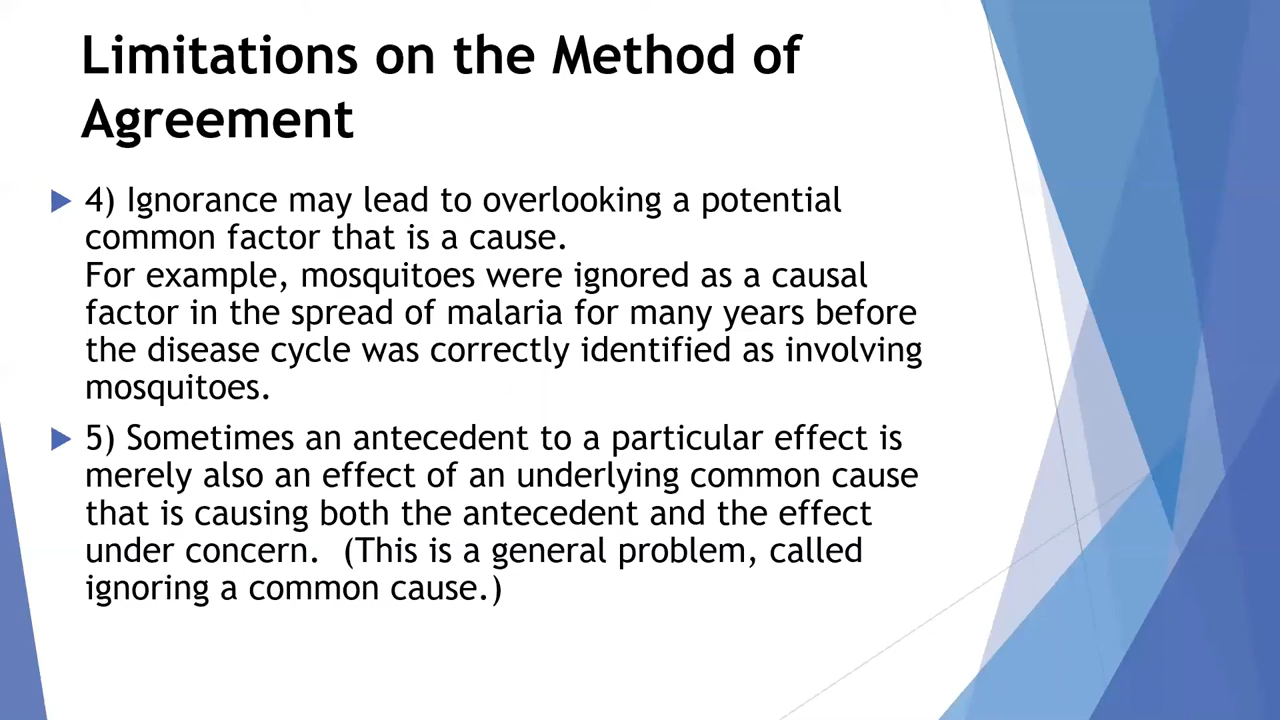 Limitations on the Method of
Agreement
4) Ignorance may lead to overlooking a potential
common factor that is a cause.
For example, mosquitoes were ignored as a causal
factor in the spread of malaria for many years before
the disease cycle was correctly identified as involving
mosquitoes.
5) Sometimes an antecedent to a particular effect is
merely also an effect of an underlying common cause
that is causing both the antecedent and the effect
under concern.  (This is a general problem, called
ignoring a common cause.)